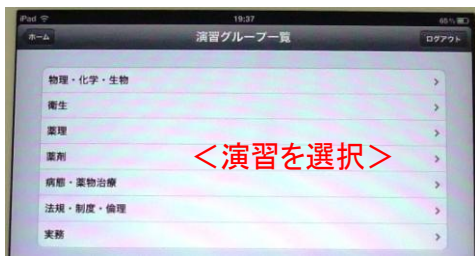 iPad 19:37 46%
ホーム 演習グループ一覧 ログアウト
物理・化学・生物
衛生
薬理
薬剤
＜演習を選択＞
病態・薬物治療
法規・制度・倫理
実務